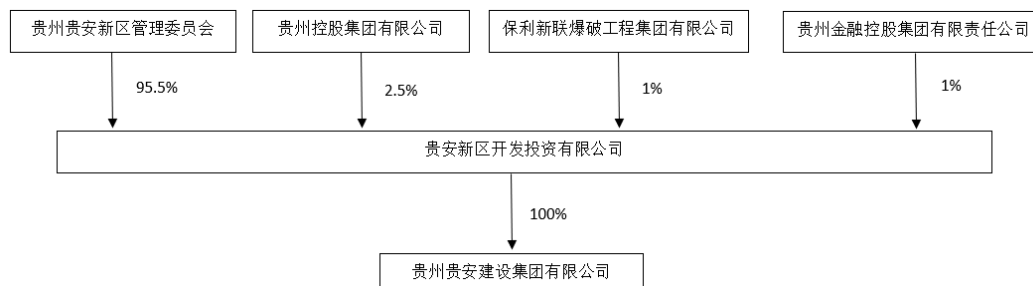 贵州贵安新区管理委员会
贵州控股集团有限公司
保利新联爆破工程集团有限公司
贵州金融控股集团有限责任公司
95.5%
2.5%
1%
1%
贵安新区开发投资有限公司
100%
贵州贵安建设集团有限公司